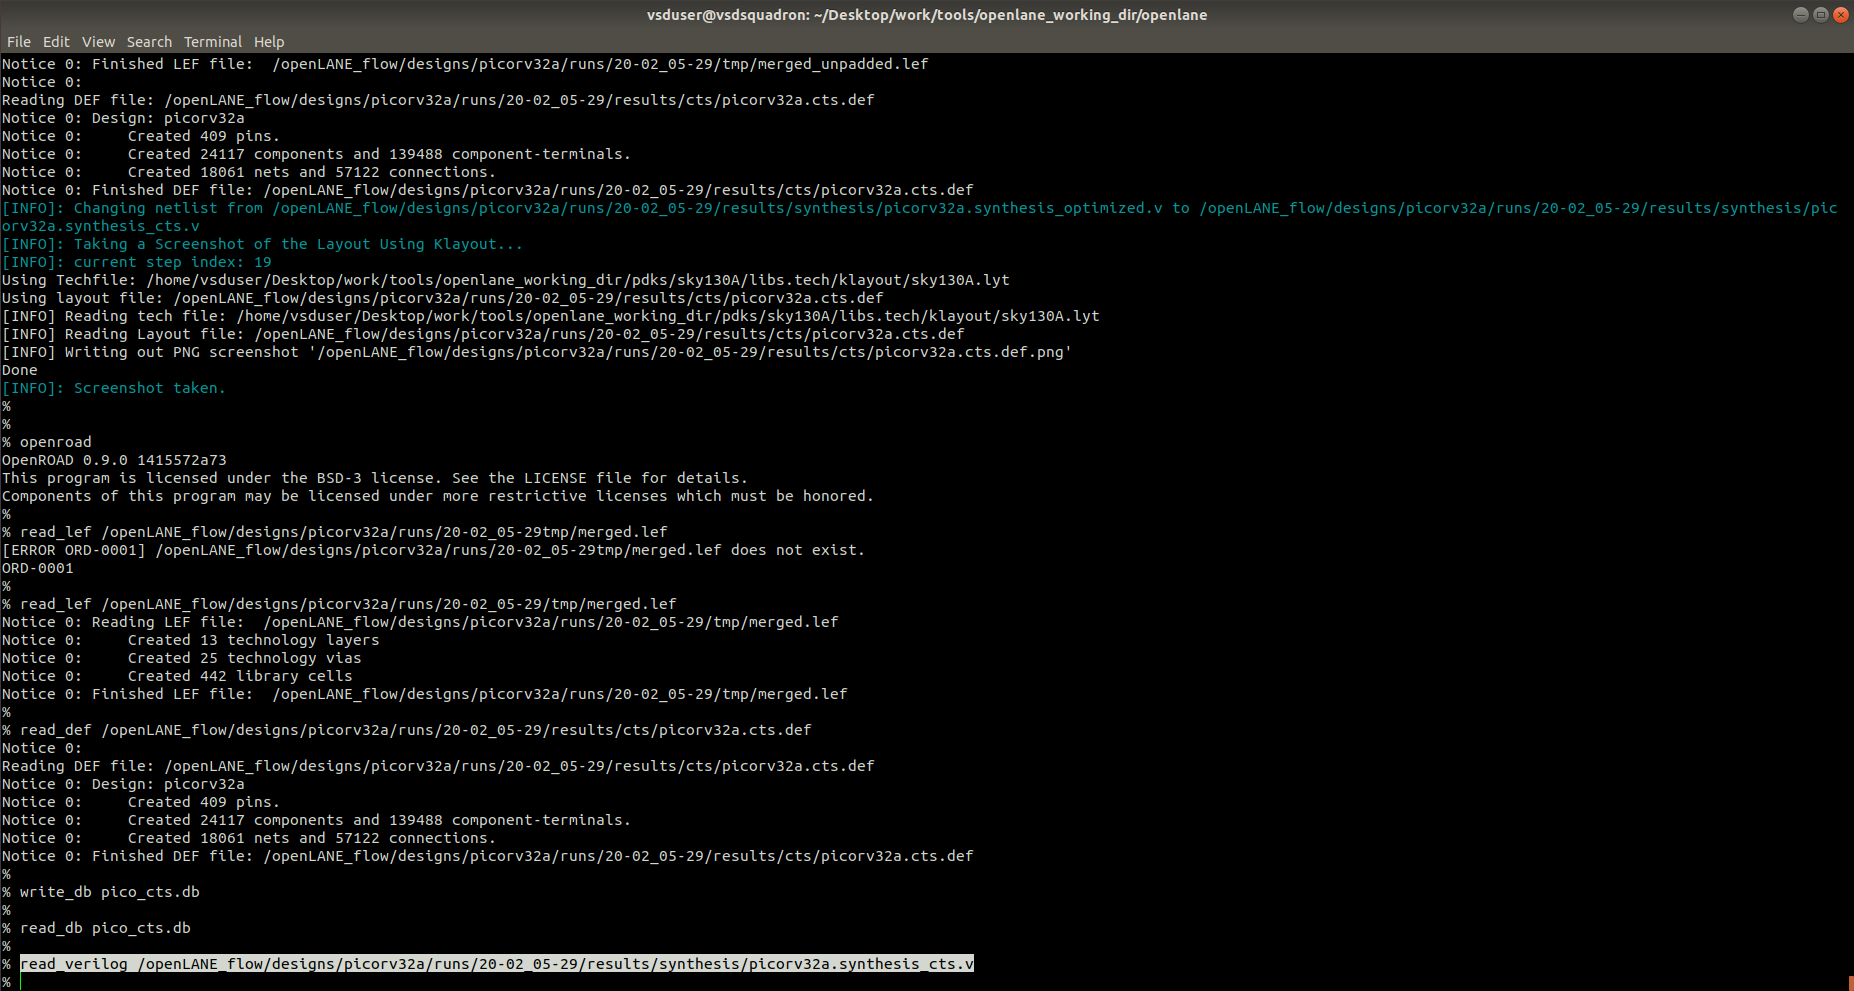 vsduser@vsdsquadron: ~/Desktop/work/tools/openlane_working_dir/openlane
File Edit View Search Terminal Help
Notice 0: Finished LEF file:  /openLANE_flow/designs/picorv32a/runs/20-02_05-29/tmp/merged_unpadded.lef
Notice 0:
Reading DEF file: /openLANE_flow/designs/picorv32a/runs/20-02_05-29/results/cts/picorv32a.cts.def
Notice 0: Design: picorv32a
Notice 0:     Created 409 pins.
Notice 0:     Created 24117 components and 139488 component-terminals.
Notice 0:     Created 18061 nets and 57122 connections.
Notice 0: Finished DEF file: /openLANE_flow/designs/picorv32a/runs/20-02_05-29/results/cts/picorv32a.cts.def
[INFO]: Changing netlist from /openLANE_flow/designs/picorv32a/runs/20-02_05-29/results/synthesis/picorv32a.synthesis_optimized.v to /openLANE_flow/designs/picorv32a/runs/20-02_05-29/results/synthesis/pic
orv32a.synthesis_cts.v
[INFO]: Taking a Screenshot of the Layout Using Klayout...
[INFO]: current step index: 19
Using Techfile: /home/vsduser/Desktop/work/tools/openlane_working_dir/pdks/sky130A/libs.tech/klayout/sky130A.lyt
Using layout file: /openLANE_flow/designs/picorv32a/runs/20-02_05-29/results/cts/picorv32a.cts.def
[INFO] Reading tech file: /home/vsduser/Desktop/work/tools/openlane_working_dir/pdks/sky130A/libs.tech/klayout/sky130A.lyt
[INFO] Reading Layout file: /openLANE_flow/designs/picorv32a/runs/20-02_05-29/results/cts/picorv32a.cts.def
[INFO] Writing out PNG screenshot '/openLANE_flow/designs/picorv32a/runs/20-02_05-29/results/cts/picorv32a.cts.def.png'
Done
[INFO]: Screenshot taken.
%
%
% openroad
OpenROAD 0.9.0 1415572a73
This program is licensed under the BSD-3 license. See the LICENSE file for details.
Components of this program may be licensed under more restrictive licenses which must be honored.
%
% read_lef /openLANE_flow/designs/picorv32a/runs/20-02_05-29tmp/merged.lef
[ERROR ORD-0001] /openLANE_flow/designs/picorv32a/runs/20-02_05-29tmp/merged.lef does not exist.
ORD-0001
%
% read_lef /openLANE_flow/designs/picorv32a/runs/20-02_05-29/tmp/merged.lef
Notice 0: Reading LEF file:  /openLANE_flow/designs/picorv32a/runs/20-02_05-29/tmp/merged.lef
Notice 0:     Created 13 technology layers
Notice 0:     Created 25 technology vias
Notice 0:     Created 442 library cells
Notice 0: Finished LEF file:  /openLANE_flow/designs/picorv32a/runs/20-02_05-29/tmp/merged.lef
%
% read_def /openLANE_flow/designs/picorv32a/runs/20-02_05-29/results/cts/picorv32a.cts.def
Notice 0:
Reading DEF file: /openLANE_flow/designs/picorv32a/runs/20-02_05-29/results/cts/picorv32a.cts.def
Notice 0: Design: picorv32a
Notice 0:     Created 409 pins.
Notice 0:     Created 24117 components and 139488 component-terminals.
Notice 0:     Created 18061 nets and 57122 connections.
Notice 0: Finished DEF file: /openLANE_flow/designs/picorv32a/runs/20-02_05-29/results/cts/picorv32a.cts.def
%
% write_db pico_cts.db
%
% read_db pico_cts.db
%
% read_verilog /openLANE_flow/designs/picorv32a/runs/20-02_05-29/results/synthesis/picorv32a.synthesis_cts.v
%